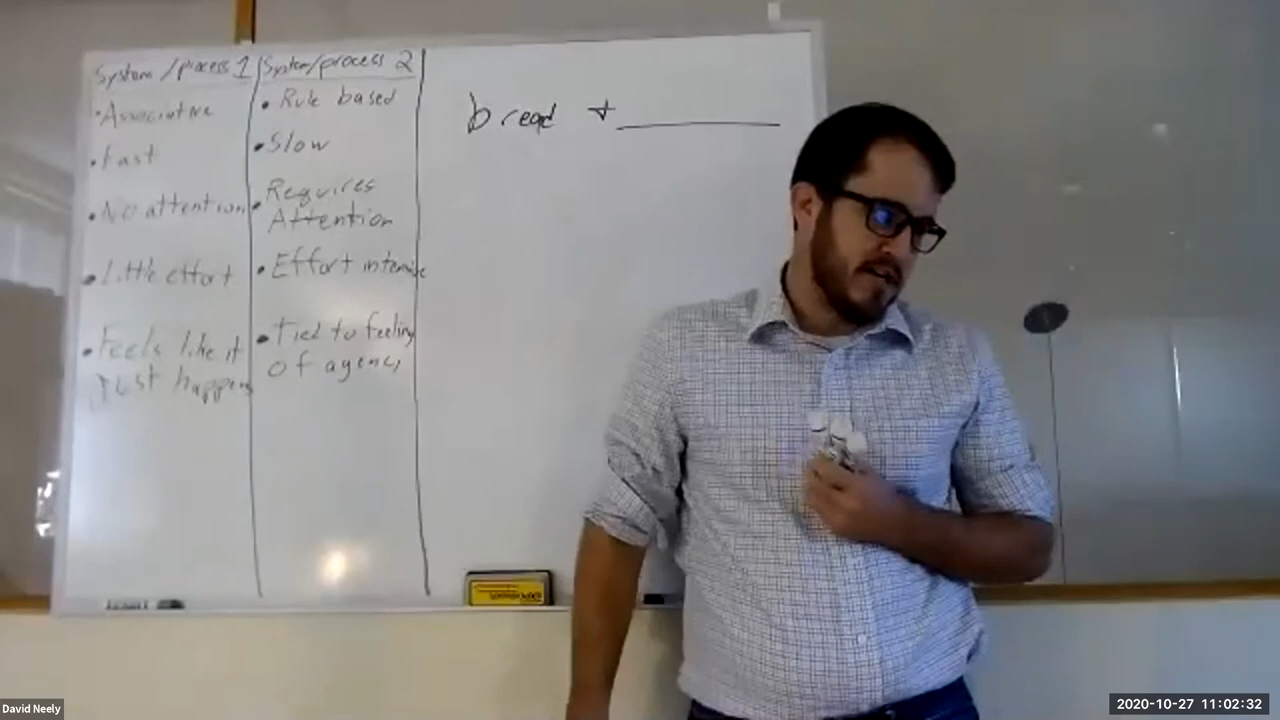 System/process 1
• Associative
• Fast
• No attention
• Little effort
• Feels like it
just happens
System/process 2
• Rule based
• Slow
• Requires
Attention
• Effort intensive
• Tied to feeling
of agency
bread + ________
EXPO
David Neely
2020-10-27 11:02:32